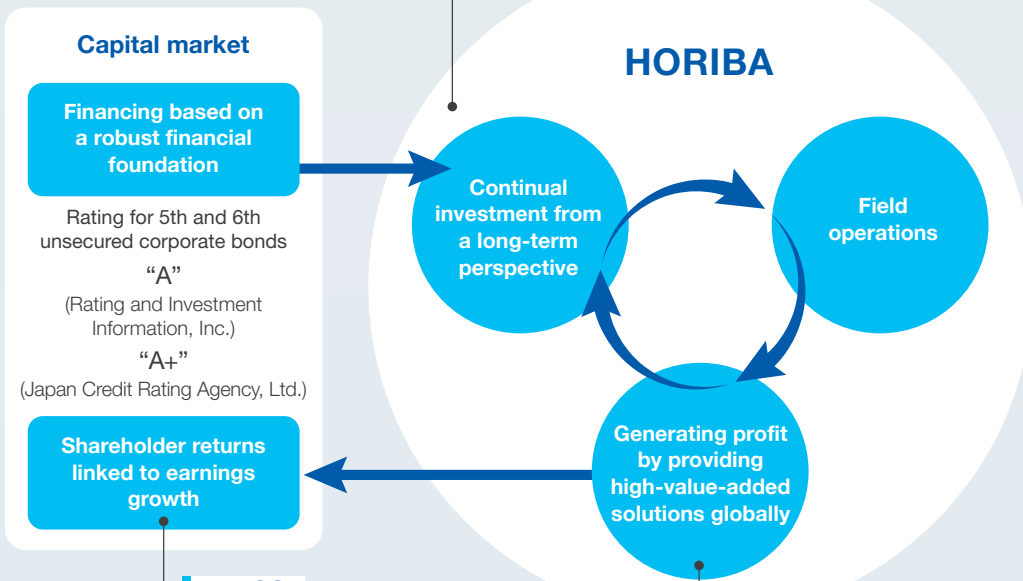 Capital market
Financing based on
a robust financial
foundation
Rating for 5th and 6th
unsecured corporate bonds
“A”
(Rating and Investment
Information, Inc.)
“A+”
(Japan Credit Rating Agency, Ltd.)
Shareholder returns
linked to earnings
growth
HORIBA
Continual
investment from
a long-term
perspective
Field
operations
Generating profit
by providing
high-value-added
solutions globally